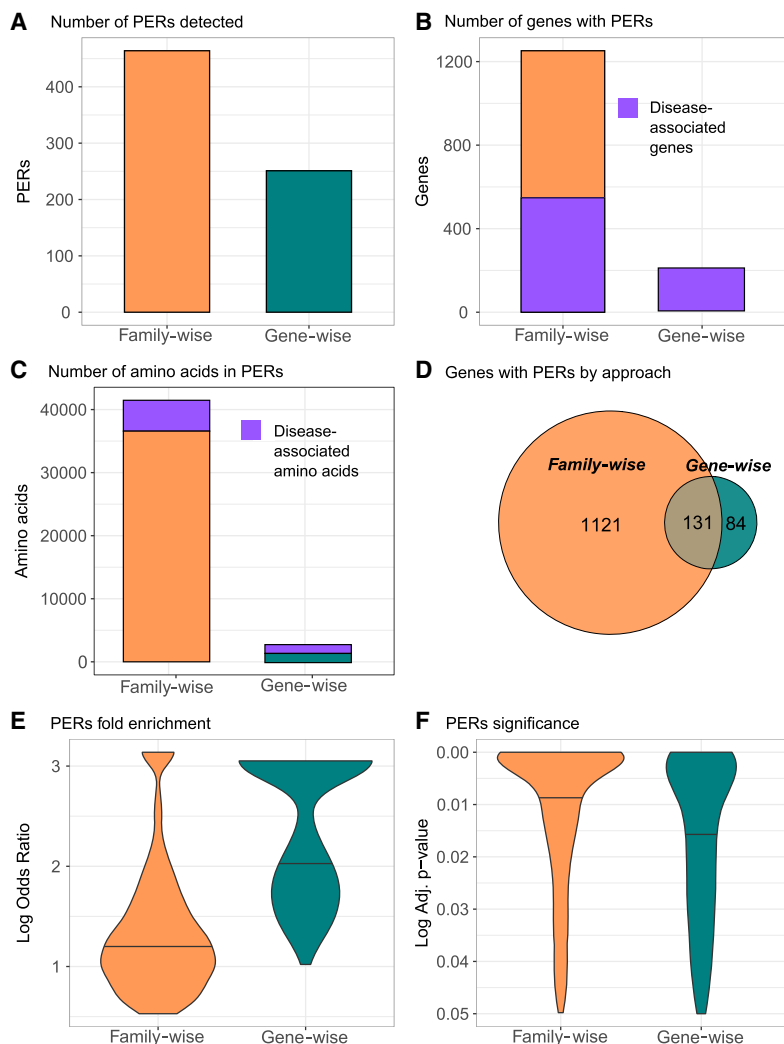 A Number of PERs detected
PERs
400
300
200
100
0
Family-wise Gene-wise
B Number of genes with PERs
Genes
1200
800
400
0
Disease-
associated
genes
Family-wise Gene-wise
C Number of amino acids in PERs
Amino acids
40000
30000
20000
10000
0
Disease-
associated
amino acids
Family-wise Gene-wise
D Genes with PERs by approach
Family-wise Gene-wise
1121 131 84
E PERs fold enrichment
Log Odds Ratio
3
2
1
Family-wise Gene-wise
F PERs significance
Log Adj. p-value
0.00
0.01
0.02
0.03
0.04
0.05
Family-wise Gene-wise